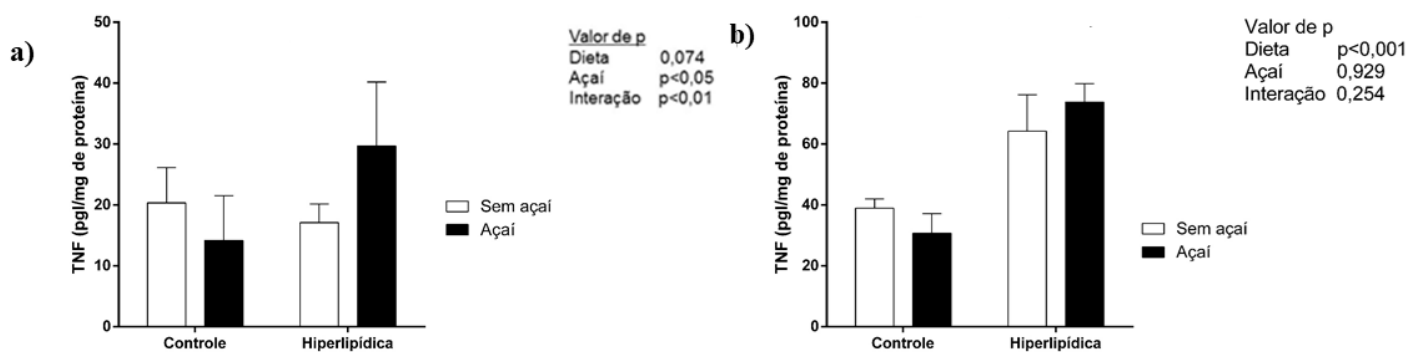 a)
TNF (pgl/mg de proteína)
50
40
30
20
10
0
Controle
Hiperlipídica
Sem açaí
Açaí
Valor de p
Dieta 0,074
Açaí p<0,05
Interação p<0,01
b)
TNF (pgl/mg de proteína)
100
80
60
40
20
0
Controle
Hiperlipídica
Sem açaí
Açaí
Valor de p
Dieta p<0,001
Açaí 0,929
Interação 0,254